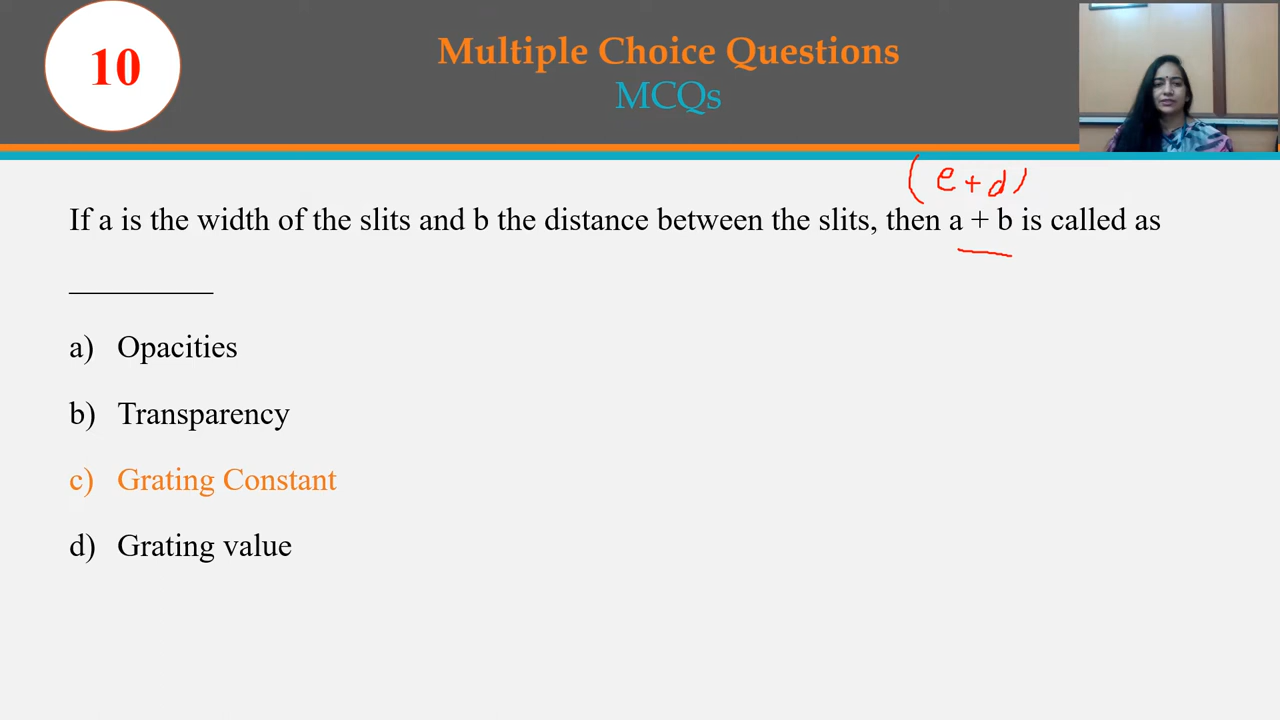 10
Multiple Choice Questions
MCQs
(e+d)
If a is the width of the slits and b the distance between the slits, then a + b is called as
__________
a) Opacities
b) Transparency
c) Grating Constant
d) Grating value